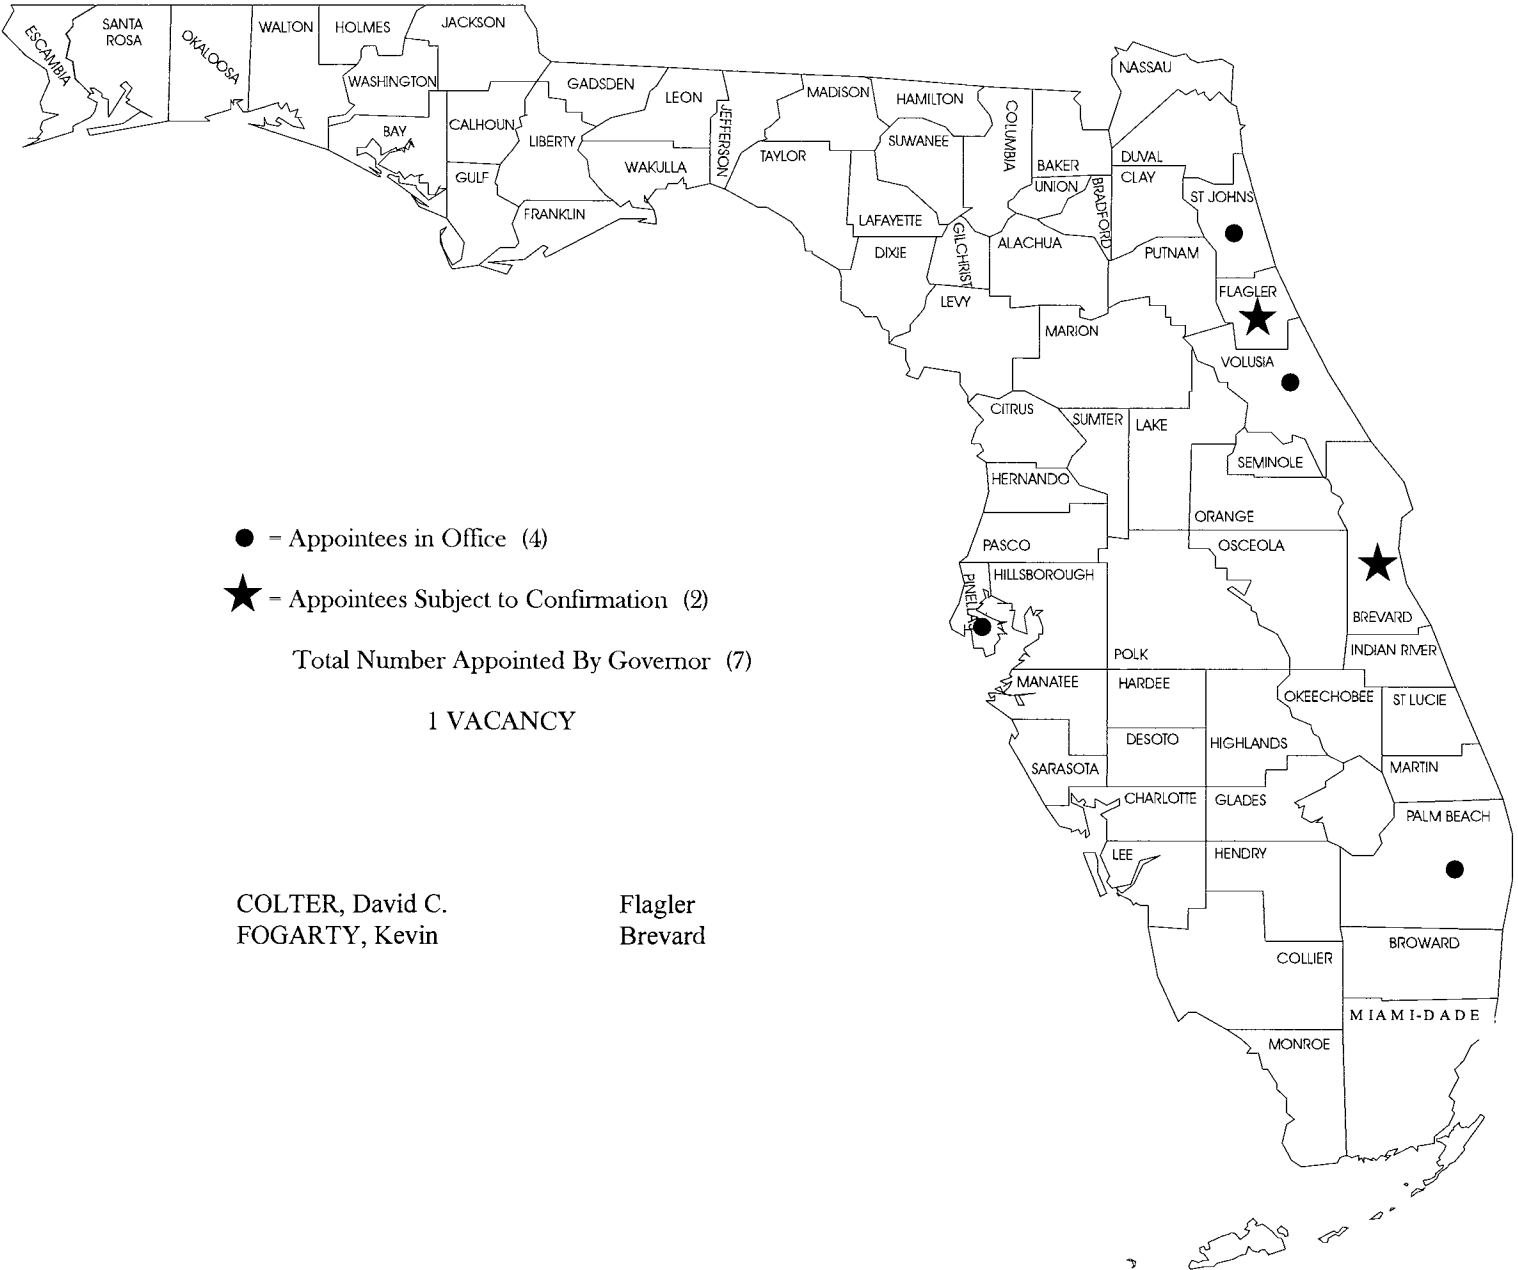 ESCAMBIA
SANTA
ROSA
OKALOOSA
WALTON
HOLMES
JACKSON
WASHINGTON
BAY
CALHOUN
GULF
GADSDEN
LIBERTY
FRANKLIN
LEON
WAKULLA
JEFFERSON
MADISON
TAYLOR
HAMILTON
SUWANEE
LAFAYETTE
DIXIE
COLUMBIA
GILCHRIST
LEVY
NASSAU
BAKER
UNION
BRADFORD
ALACHUA
DUVAL
CLAY
ST JOHNS
PUTNAM
FLAGLER
MARION
VOLUSIA
CITRUS
SUMTER
LAKE
SEMINOLE
HERNANDO
ORANGE
PASCO
OSCEOLA
= Appointees in Office (4)
PINELLAS
HILLSBOROUGH
= Appointees Subject to Confirmation (2)
BREVARD
INDIAN RIVER
Total Number Appointed By Governor (7)
POLK
MANATEE
HARDEE
OKEECHOBEE
ST LUCIE
1 VACANCY
DESOTO
HIGHLANDS
SARASOTA
MARTIN
CHARLOTTE
GLADES
PALM BEACH
LEE
HENDRY
COLTER, David C. Flagler
FOGARTY, Kevin Brevard
BROWARD
COLLIER
MIAMI-DADE
MONROE